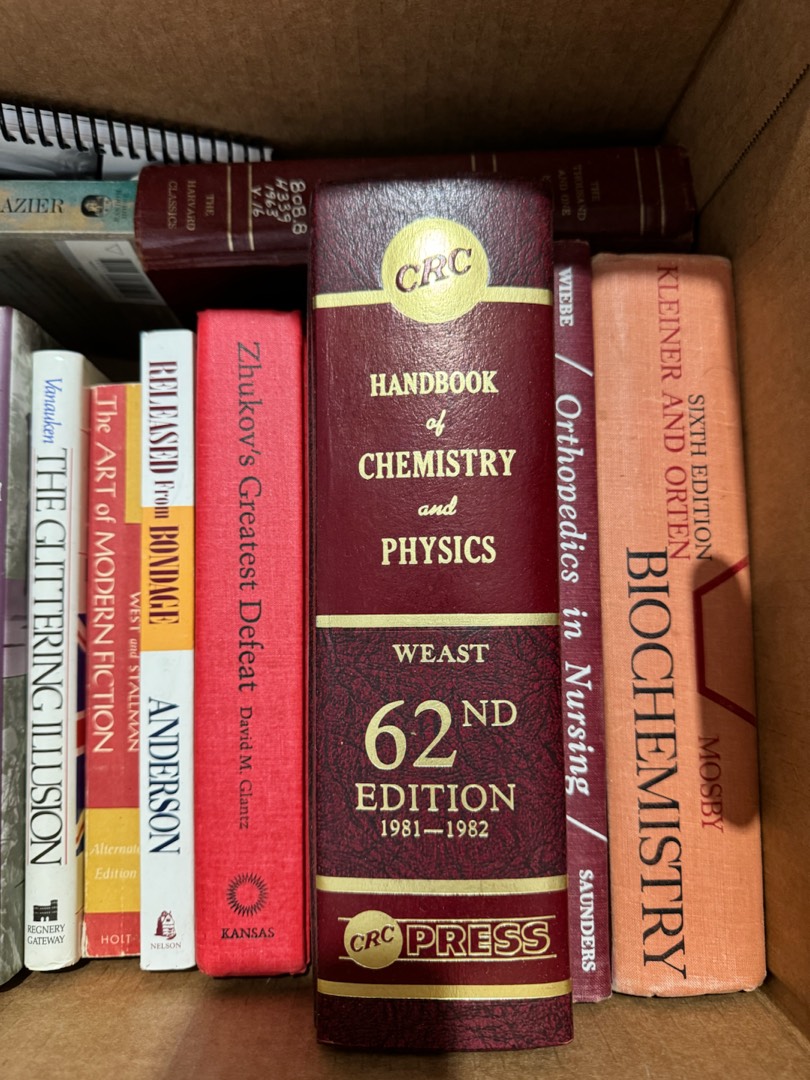 AZIER
THE
HARVARD
CLASSICS
808.8
H339
1963
V.16
THE
THOUSAND
AND ONE
Vanauken
THE GLITTERING ILLUSION
REGNERY
GATEWAY
The ART of MODERN FICTION
WEST and STALLMAN
Alternate
Edition
HOLT-
RELEASED From BONDAGE
ANDERSON
NELSON
Zhukov's Greatest Defeat David M. Glantz
KANSAS
CRC
HANDBOOK
of
CHEMISTRY
and
PHYSICS
WEAST
62ND
EDITION
1981—1982
CRC PRESS
WIEBE / Orthopedics in Nursing / SAUNDERS
KLEINER AND ORTEN
SIXTH EDITION
BIOCHEMISTRY
MOSBY